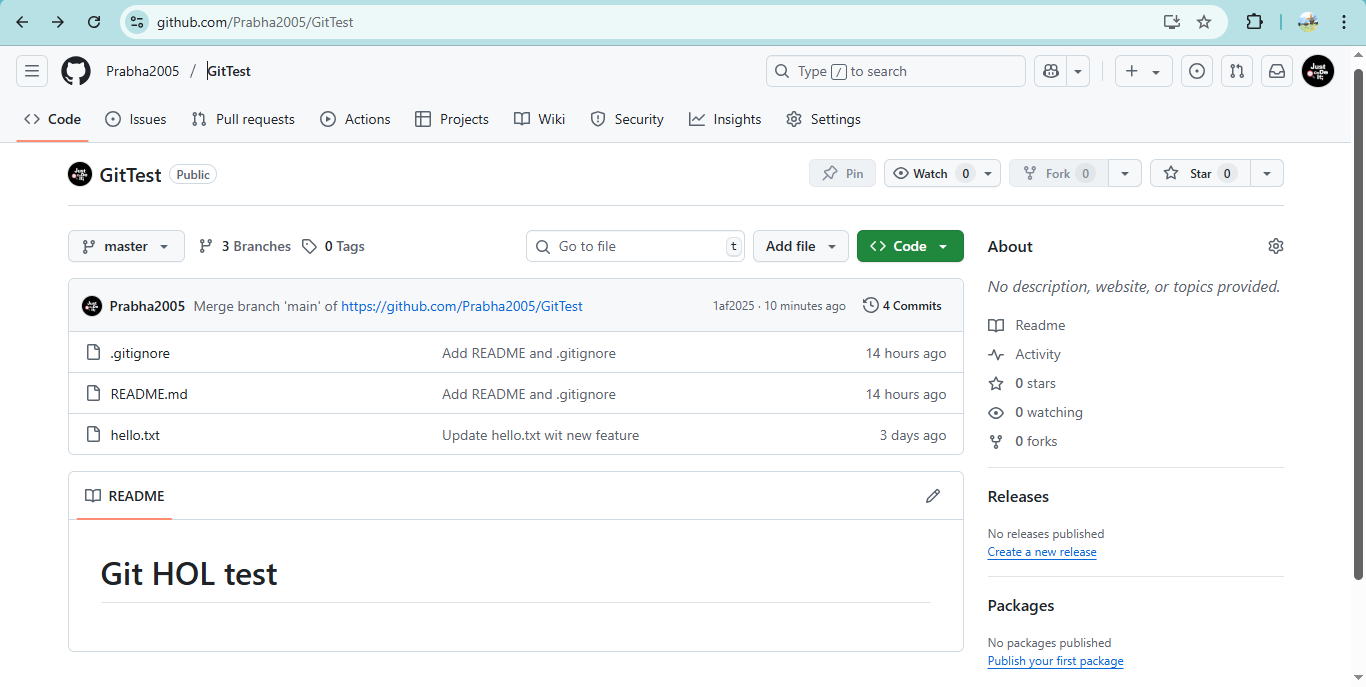 github.com/Prabha2005/GitTest
Prabha2005 / GitTest
Type / to search
Code Issues Pull requests Actions Projects Wiki Security Insights Settings
GitTest Public
Pin Watch 0 Fork 0 Star 0
master 3 Branches 0 Tags Go to file t Add file Code
Prabha2005 Merge branch 'main' of https://github.com/Prabha2005/GitTest 1af2025 · 10 minutes ago 4 Commits
.gitignore Add README and .gitignore 14 hours ago
README.md Add README and .gitignore 14 hours ago
hello.txt Update hello.txt wit new feature 3 days ago
README
Git HOL test
About
No description, website, or topics provided.
Readme
Activity
0 stars
0 watching
0 forks
Releases
No releases published
Create a new release
Packages
No packages published
Publish your first package